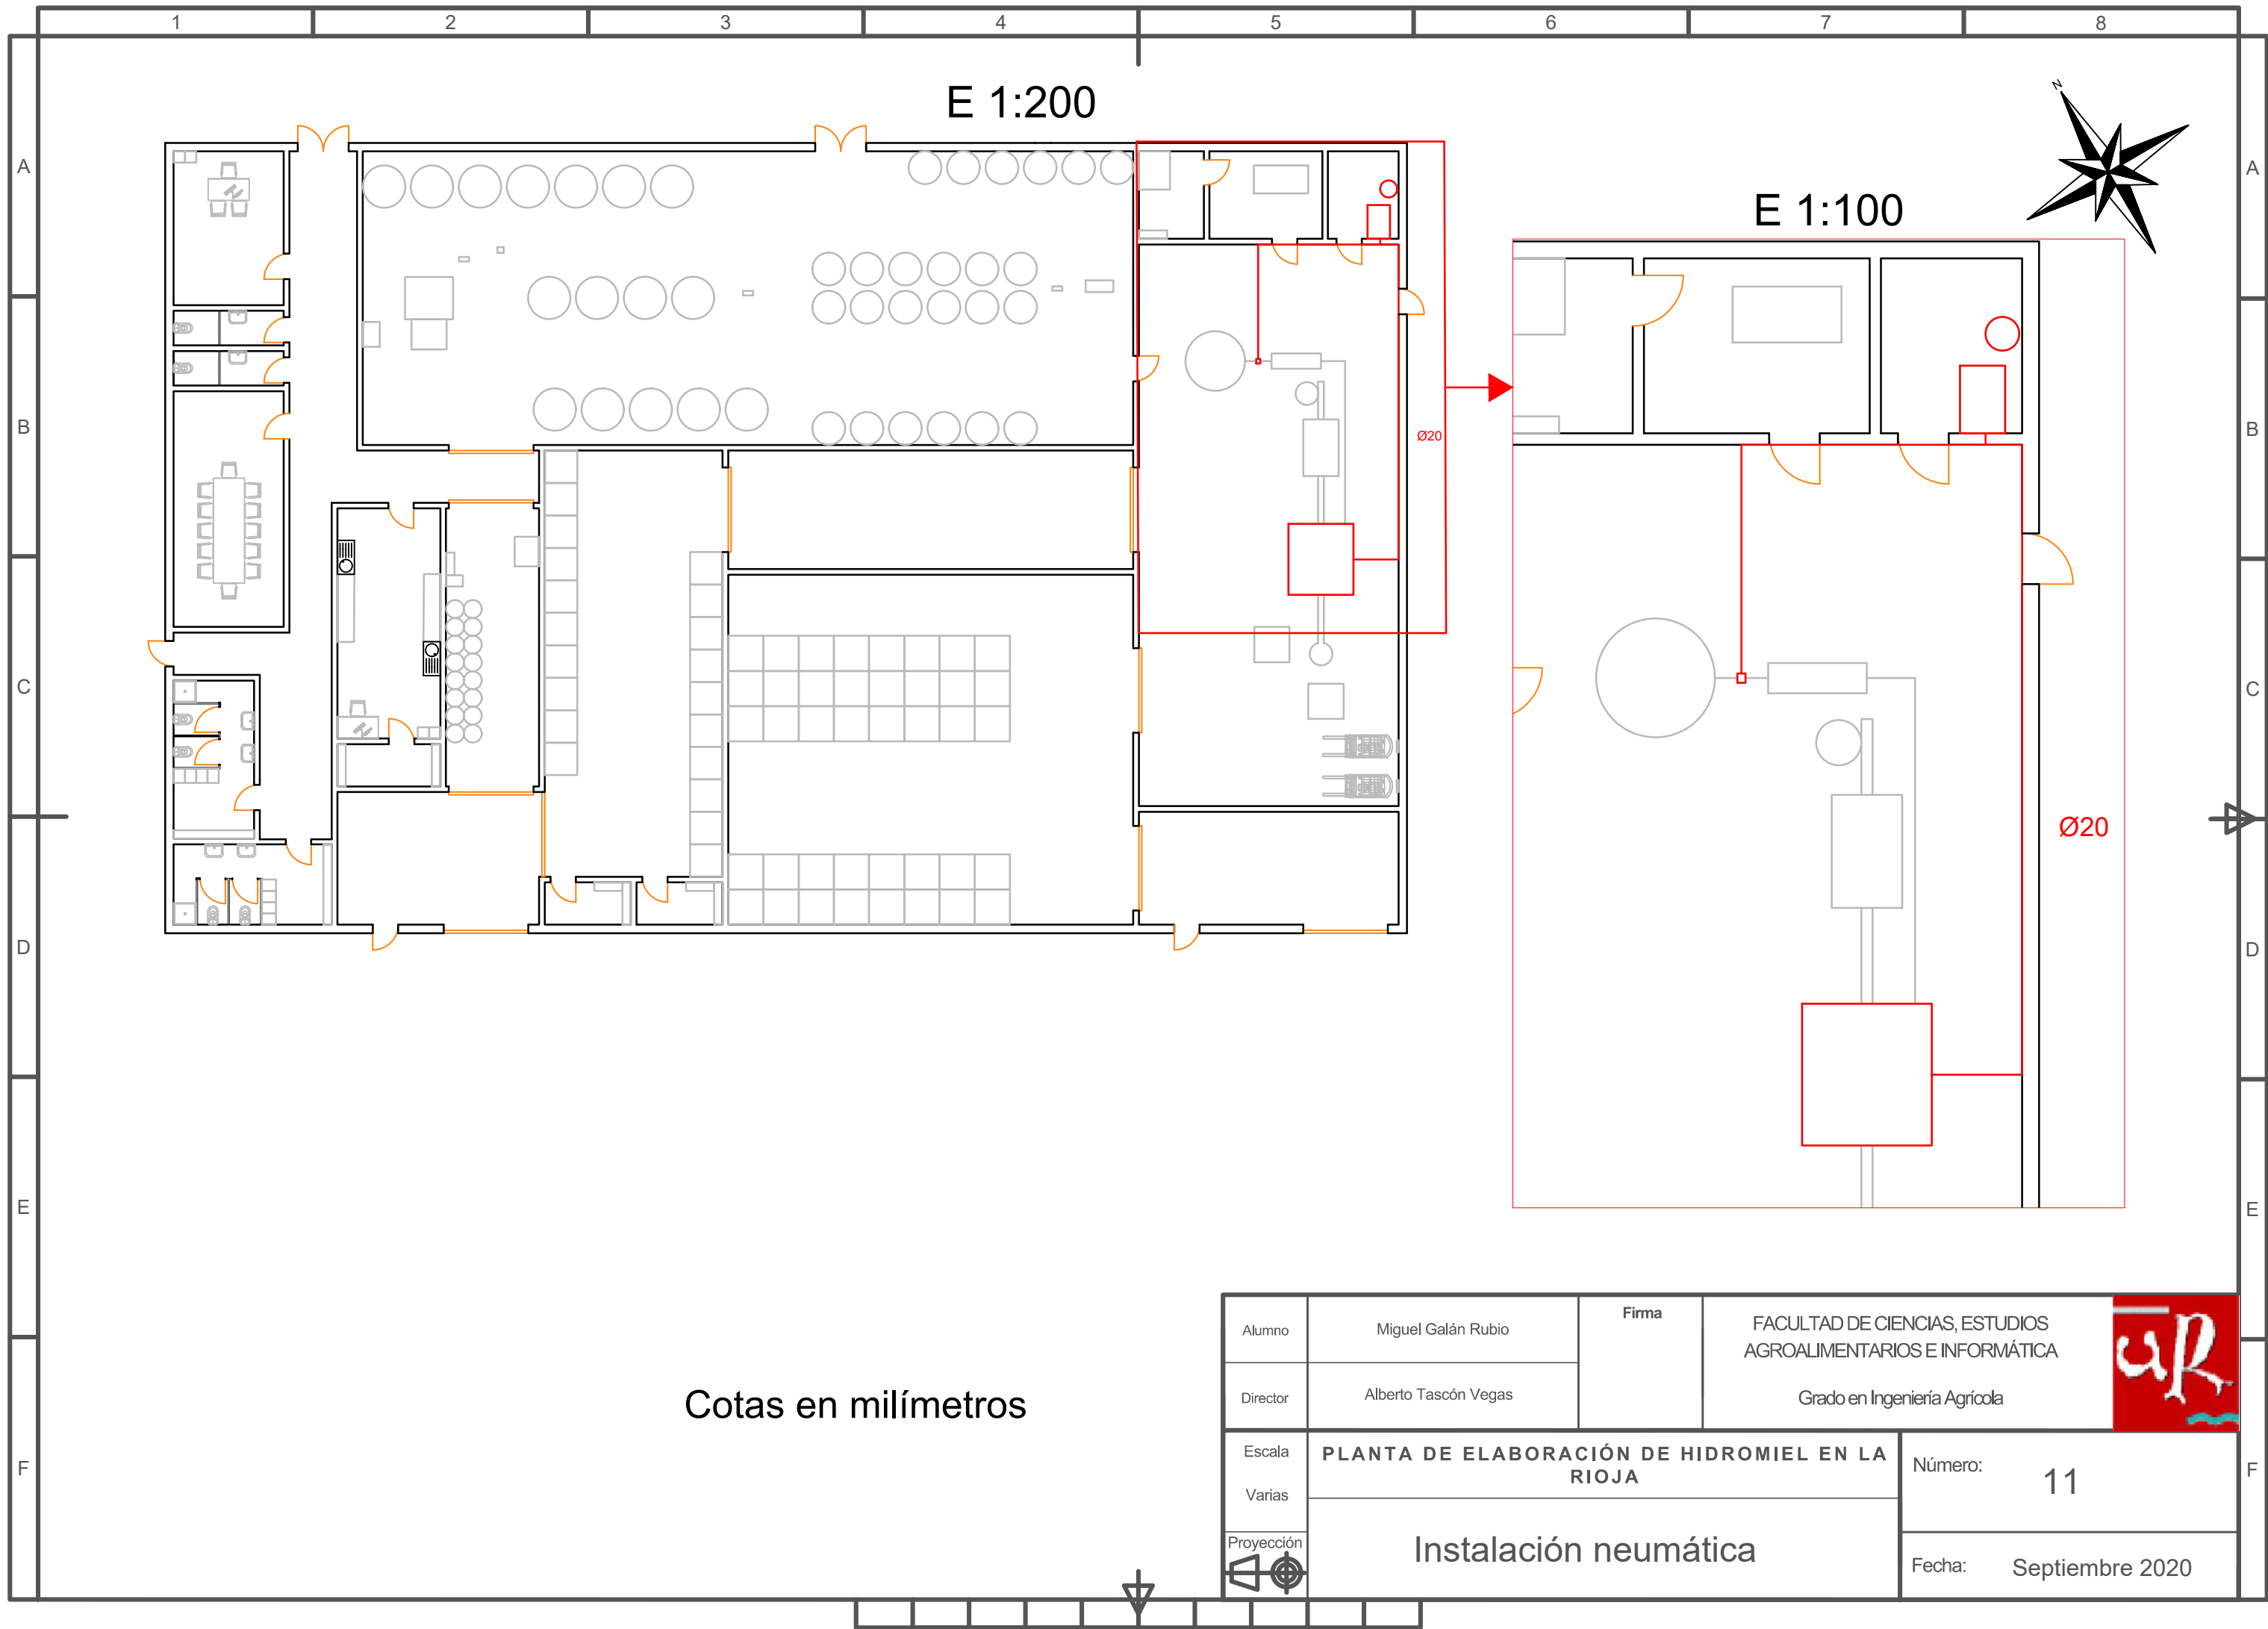 1 2 3 4 5 6 7 8
E 1:200
N
A A
E 1:100
B B
Ø20
C C
Ø20
D D
E E
Alumno
Miguel Galán Rubio
Firma
FACULTAD DE CIENCIAS, ESTUDIOS
AGROALIMENTARIOS E INFORMÁTICA
Grado en Ingeniería Agrícola
uR
Director
Alberto Tascón Vegas
Cotas en milímetros
Escala
Varias
PLANTA DE ELABORACIÓN DE HIDROMIEL EN LA
RIOJA
Número:
11
F F
Proyección
Instalación neumática
Fecha:
Septiembre 2020